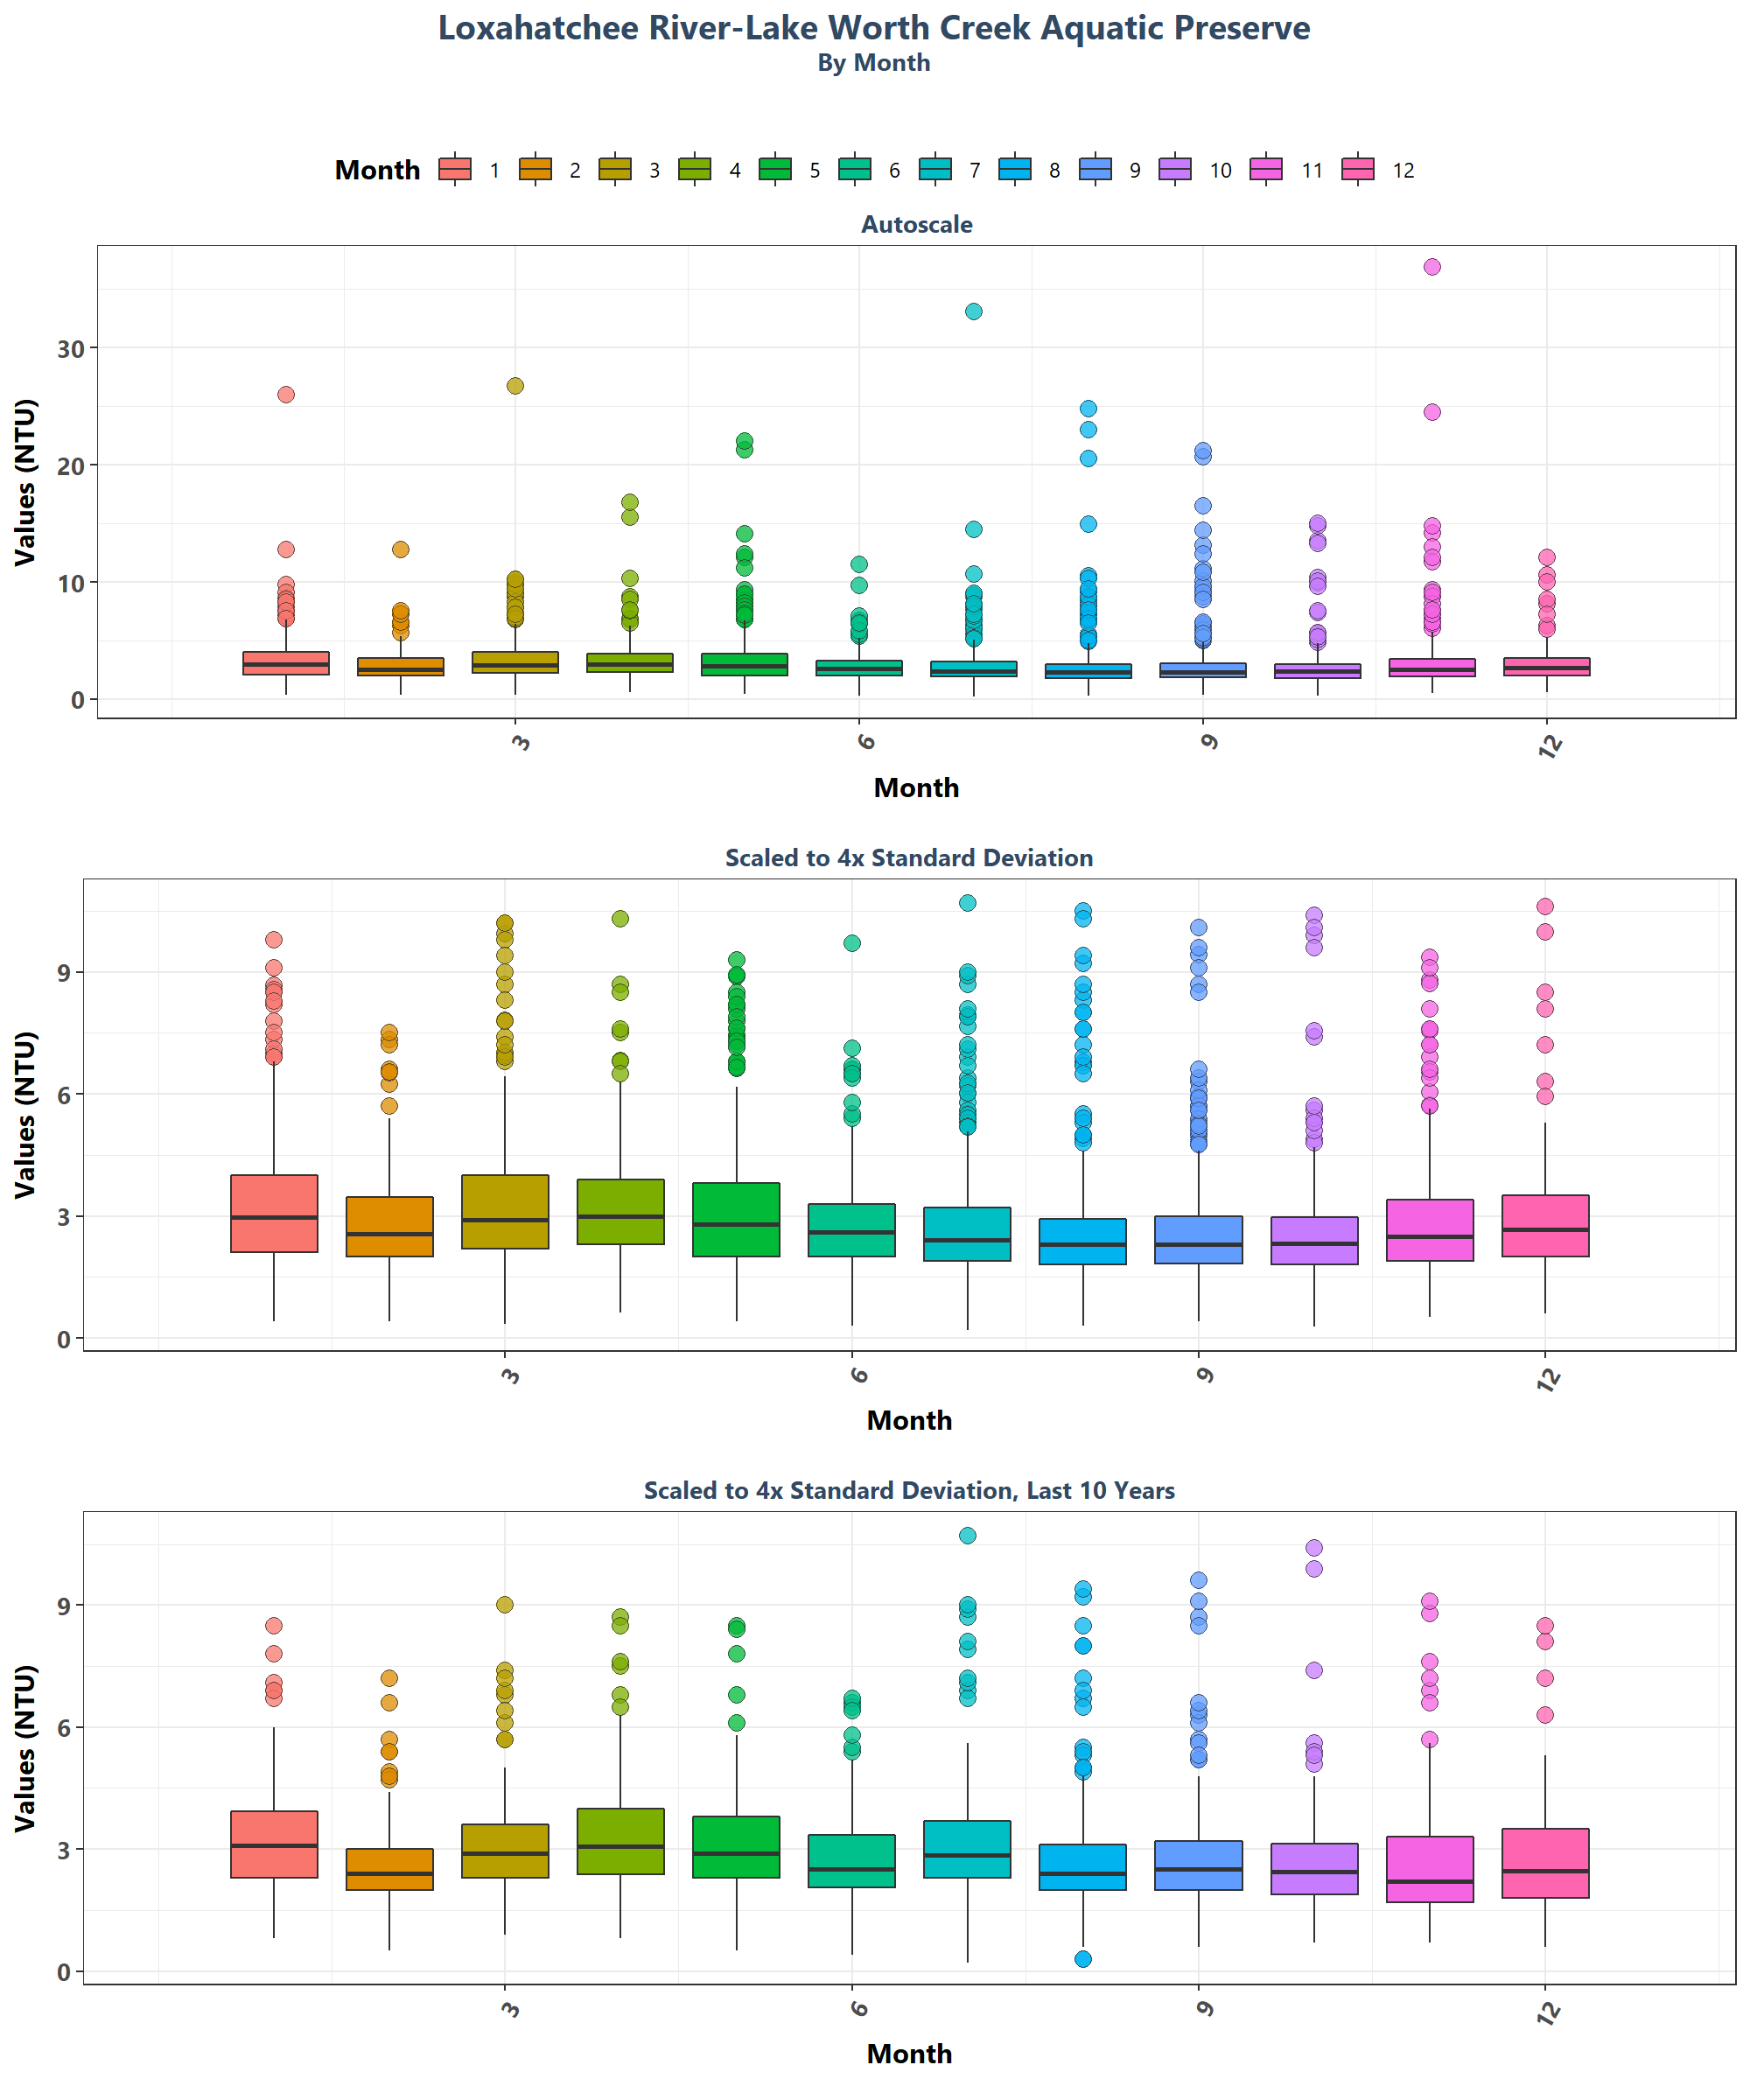 Loxahatchee River-Lake Worth Creek Aquatic Preserve
By Month
Month 1 2 3 4 5 6 7 8 9 10 11 12
Autoscale
Values (NTU)
30
20
10
0
3 6 9 12
Month
Scaled to 4x Standard Deviation
Values (NTU)
9
6
3
0
3 6 9 12
Month
Scaled to 4x Standard Deviation, Last 10 Years
Values (NTU)
9
6
3
0
3 6 9 12
Month